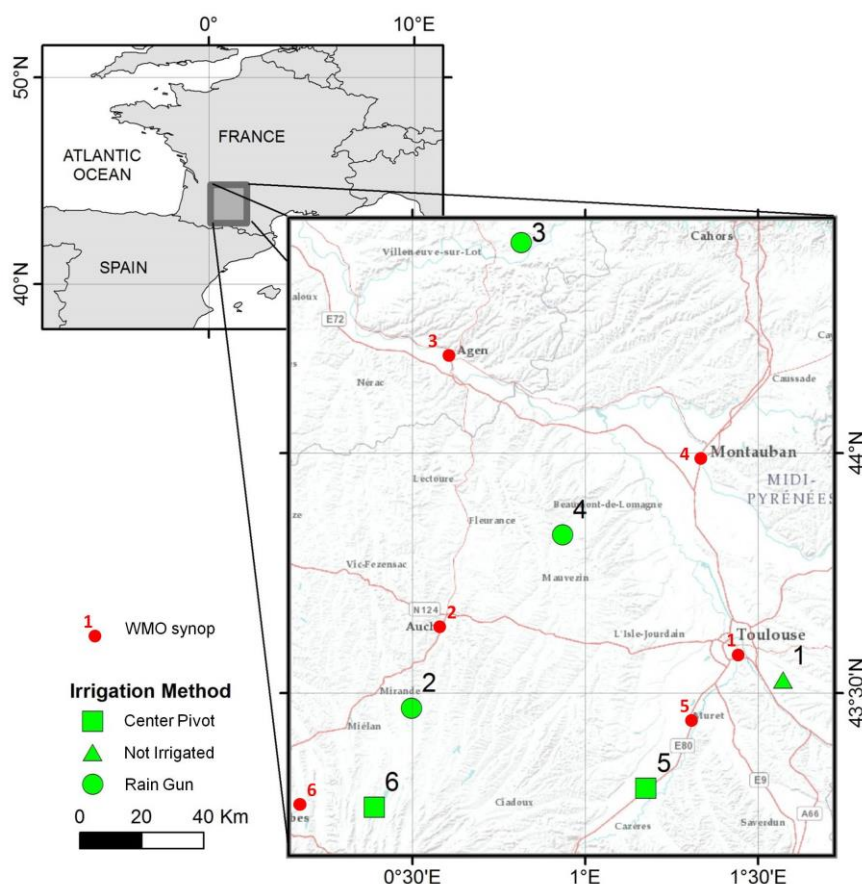 0°
10°E
50°N
FRANCE
ATLANTIC
OCEAN
SPAIN
40°N
3
Cahors
Villeneuve-sur-Lot
aloux
E72
3
Agen
Nérac
Caussade
44°N
4
Montauban
MIDI-
PYRÉNÉES
Lectoure
4
Beaumont-de-Lomagne
Fleurance
ze
Vic-Fezensac
Mauvezin
N124
2
Auch
L'Isle-Jourdain
Toulouse
1
1
2
Mirande
43°30'N
Miélan
5
Muret
E80
5
6
6
bes
Ciadoux
E9
Cazères
Saverdun
A66
0°30'E
1°E
1°30'E
1
WMO synop
Irrigation Method
Center Pivot
Not Irrigated
Rain Gun
0 20 40 Km